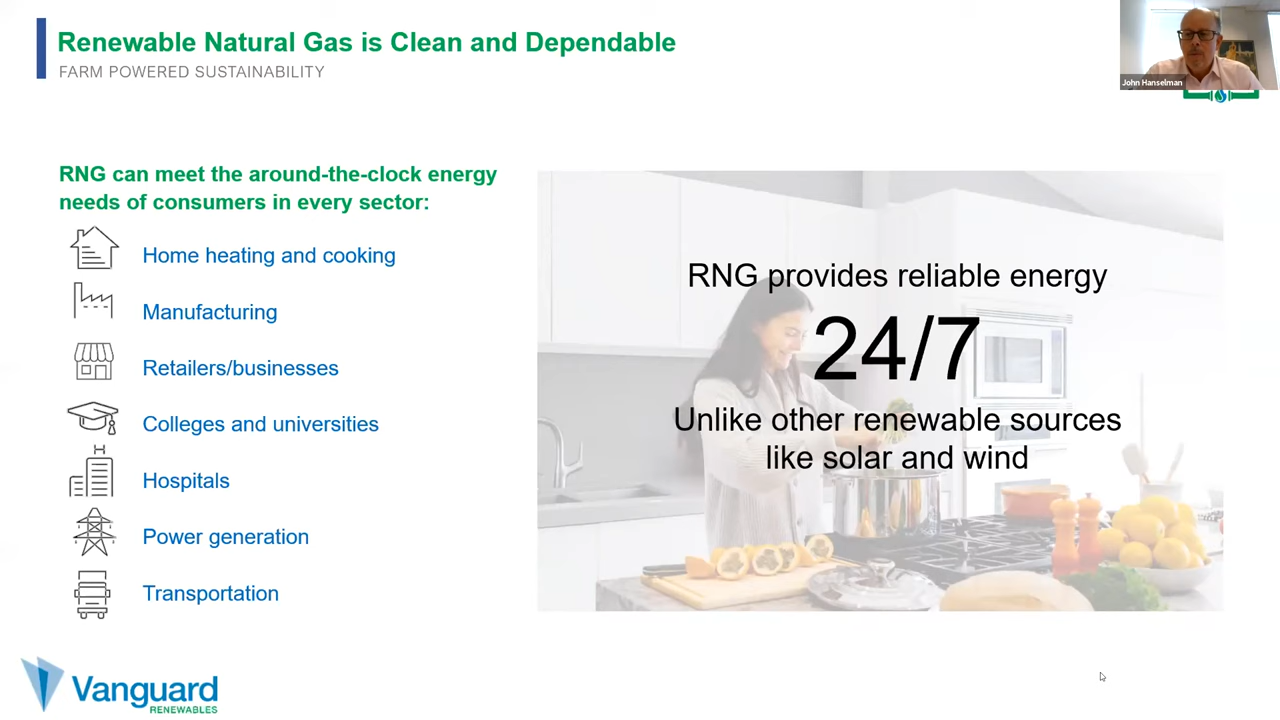 Renewable Natural Gas is Clean and Dependable
FARM POWERED SUSTAINABILITY
John Hanselman
RNG can meet the around-the-clock energy
needs of consumers in every sector:
Home heating and cooking
Manufacturing
Retailers/businesses
Colleges and universities
H
Hospitals
Power generation
Transportation
RNG provides reliable energy
24/7
Unlike other renewable sources
like solar and wind
Vanguard
RENEWABLES